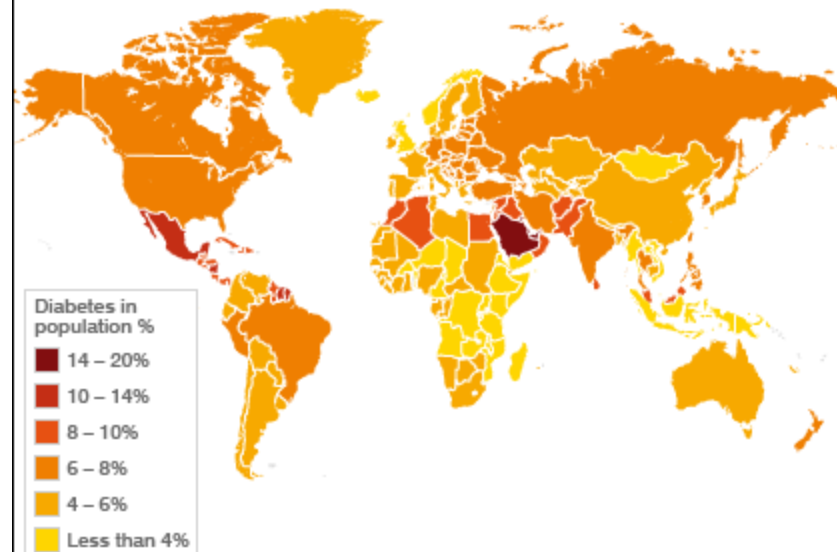 Diabetes in
population %
14 – 20%
10 – 14%
8 – 10%
6 – 8%
4 – 6%
Less than 4%